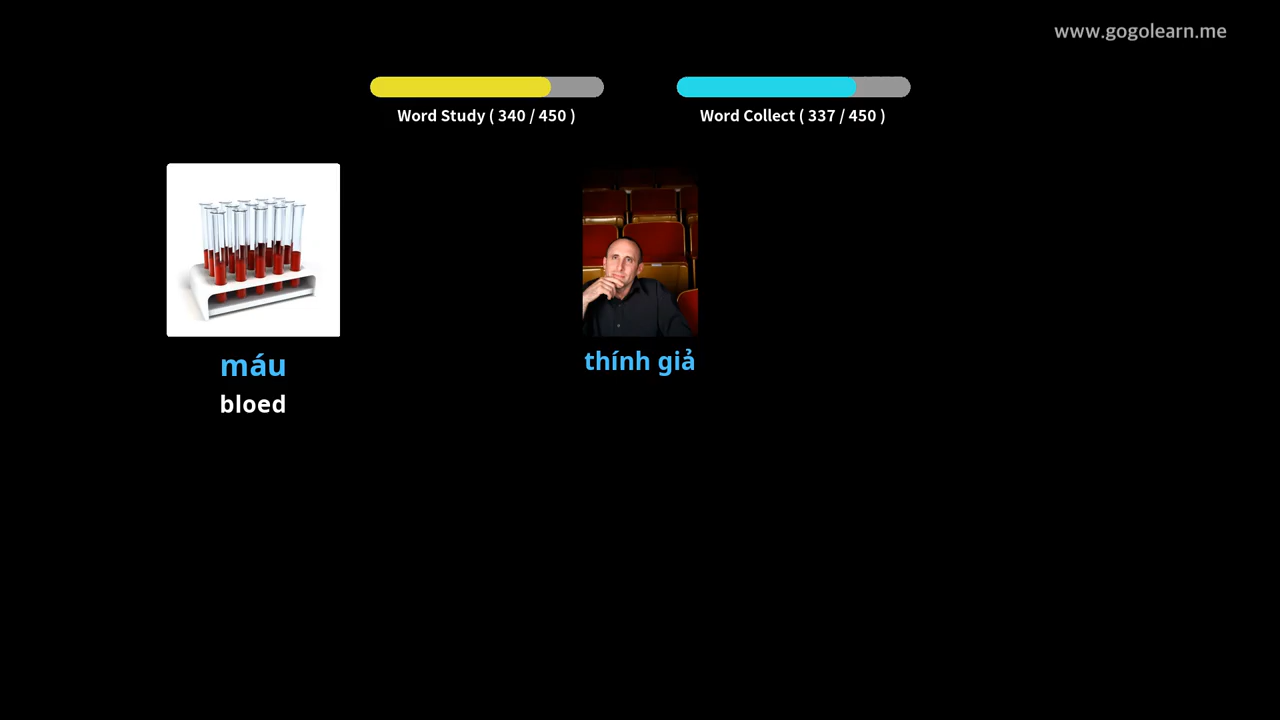 www.gogolearn.me
Word Study ( 340 / 450 )
Word Collect ( 337 / 450 )
máu
bloed
thính giả